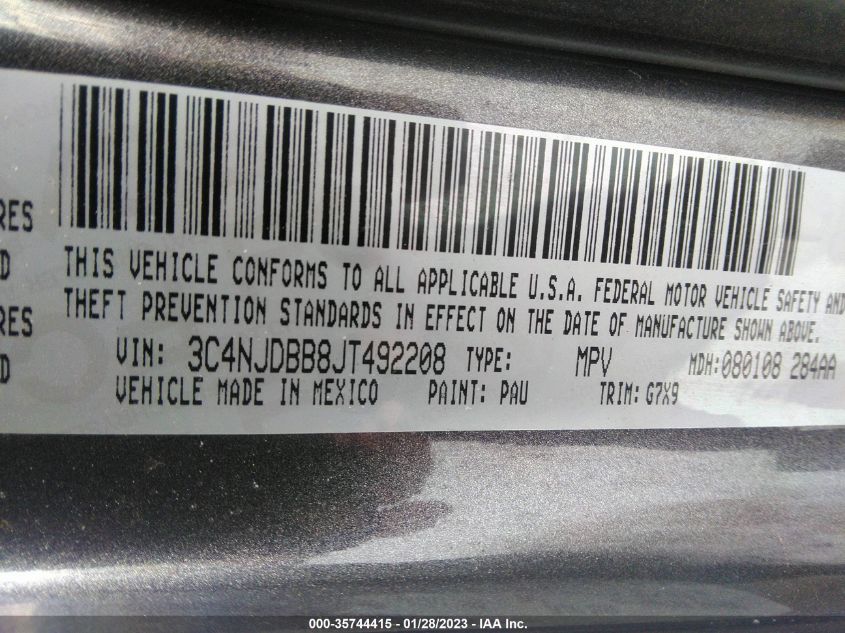 RES
D
RES
D
THIS VEHICLE CONFORMS TO ALL APPLICABLE U.S.A. FEDERAL MOTOR VEHICLE SAFETY AND
THEFT PREVENTION STANDARDS IN EFFECT ON THE DATE OF MANUFACTURE SHOWN ABOVE.
VIN: 3C4NJDBB8JT492208 TYPE: MPV MDH:080108 284AA
VEHICLE MADE IN MEXICO PAINT: PAU TRIM: G7X9
000-35744415 - 01/28/2023 - IAA Inc.